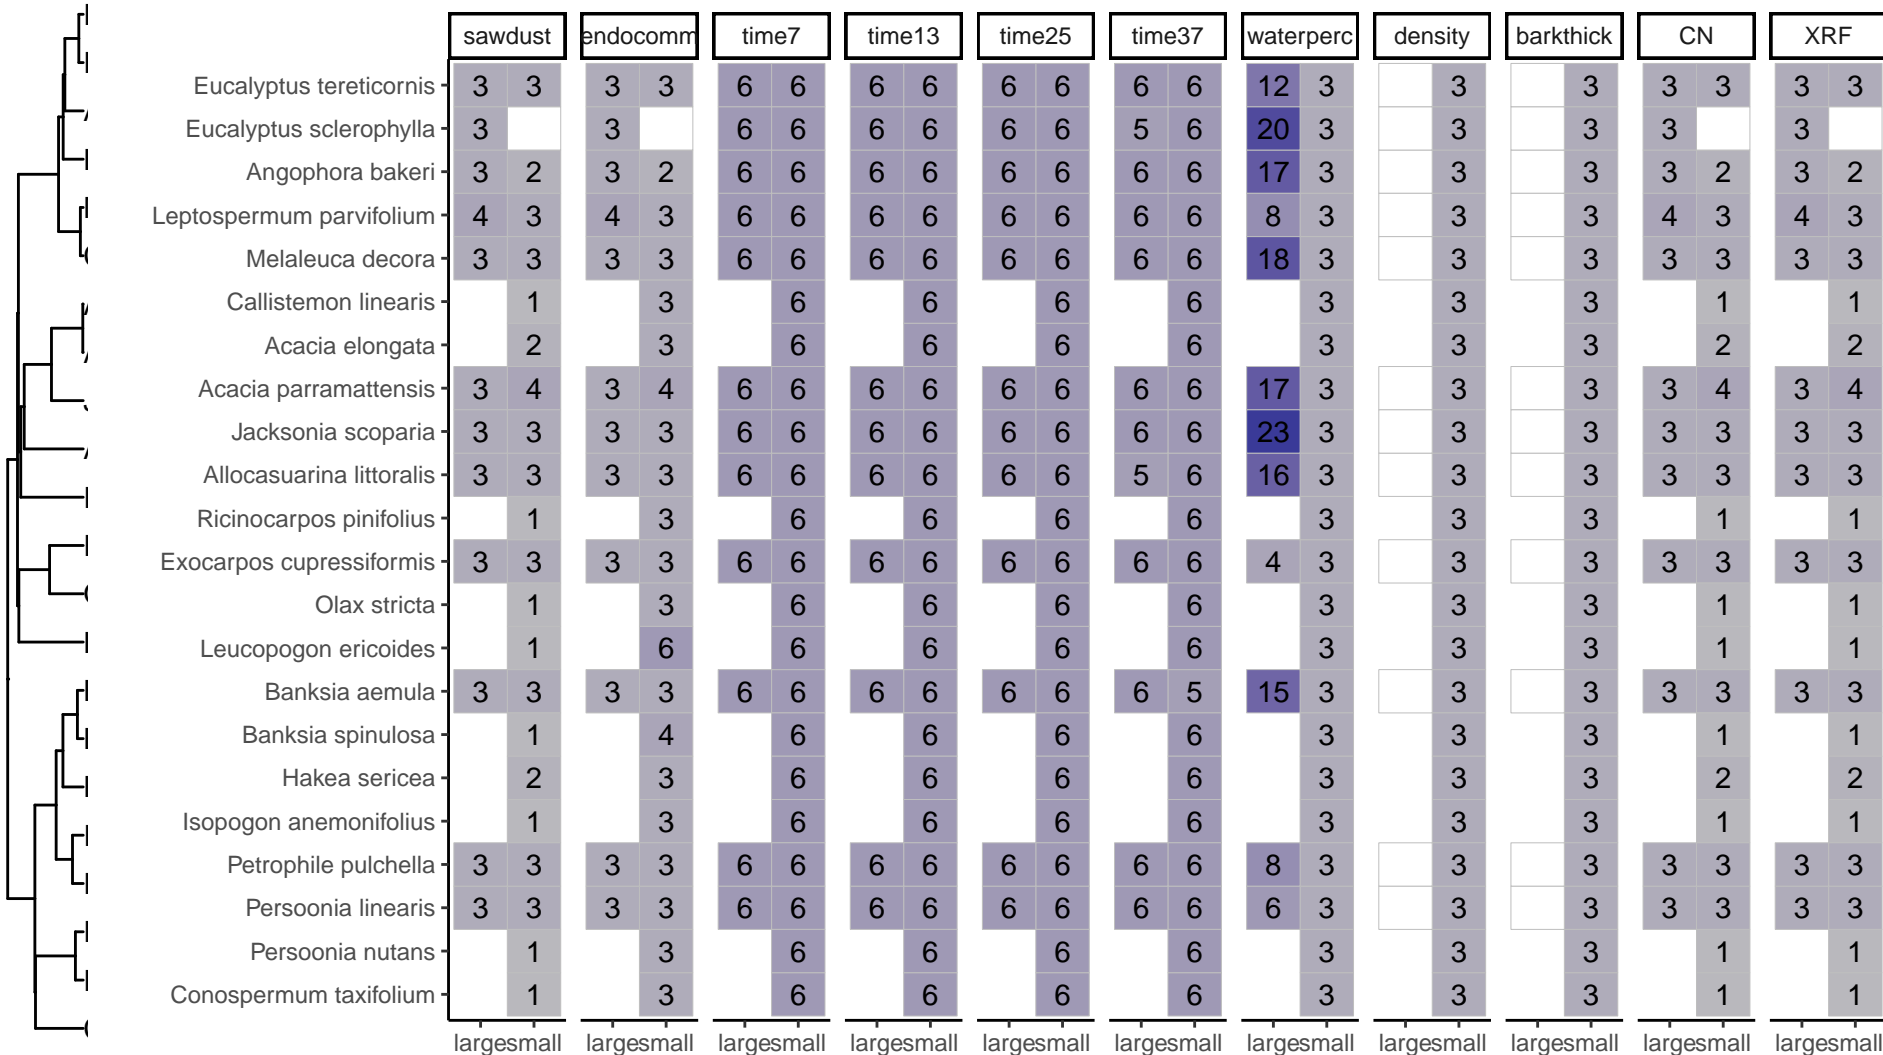 sawdust endocomm time7 time13 time25 time37 waterperc density barkthick CN XRF
Eucalyptus tereticornis 3 3 3 3 6 6 6 6 6 6 6 6 12 3 3 3 3 3 3 3
Eucalyptus sclerophylla 3 3 6 6 6 6 6 6 5 6 20 3 3 3 3 3
Angophora bakeri 3 2 3 2 6 6 6 6 6 6 6 6 17 3 3 3 3 2 3 2
Leptospermum parvifolium 4 3 4 3 6 6 6 6 6 6 6 6 8 3 3 3 4 3 4 3
Melaleuca decora 3 3 3 3 6 6 6 6 6 6 6 6 18 3 3 3 3 3 3 3
Callistemon linearis 1 3 6 6 6 6 3 3 3 1 1
Acacia elongata 2 3 6 6 6 6 3 3 3 2 2
Acacia parramattensis 3 4 3 4 6 6 6 6 6 6 6 6 17 3 3 3 3 4 3 4
Jacksonia scoparia 3 3 3 3 6 6 6 6 6 6 6 6 23 3 3 3 3 3 3 3
Allocasuarina littoralis 3 3 3 3 6 6 6 6 6 6 5 6 16 3 3 3 3 3 3 3
Ricinocarpos pinifolius 1 3 6 6 6 6 3 3 3 1 1
Exocarpos cupressiformis 3 3 3 3 6 6 6 6 6 6 6 6 4 3 3 3 3 3 3 3
Olax stricta 1 3 6 6 6 6 3 3 3 1 1
Leucopogon ericoides 1 6 6 6 6 6 3 3 3 1 1
Banksia aemula 3 3 3 3 6 6 6 6 6 6 6 5 15 3 3 3 3 3 3 3
Banksia spinulosa 1 4 6 6 6 6 3 3 3 1 1
Hakea sericea 2 3 6 6 6 6 3 3 3 2 2
Isopogon anemonifolius 1 3 6 6 6 6 3 3 3 1 1
Petrophile pulchella 3 3 3 3 6 6 6 6 6 6 6 6 8 3 3 3 3 3 3 3
Persoonia linearis 3 3 3 3 6 6 6 6 6 6 6 6 6 3 3 3 3 3 3 3
Persoonia nutans 1 3 6 6 6 6 3 3 3 1 1
Conospermum taxifolium 1 3 6 6 6 6 3 3 3 1 1
largesmall largesmall largesmall largesmall largesmall largesmall largesmall largesmall largesmall largesmall largesmall